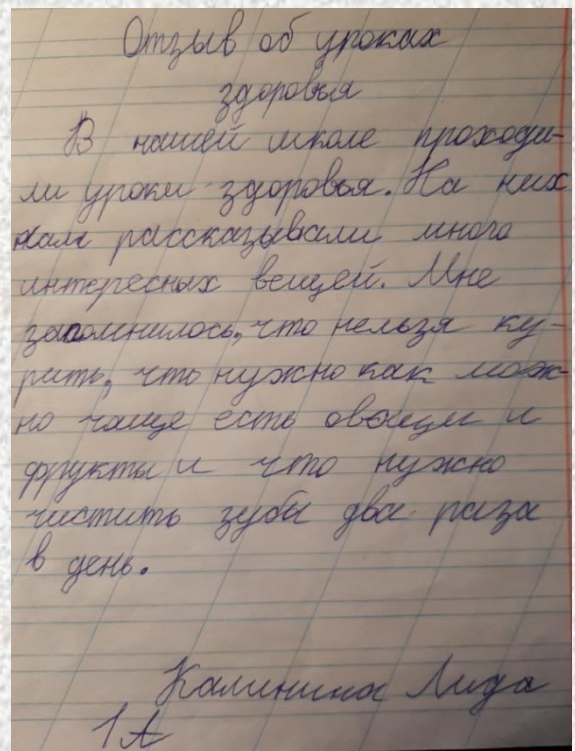 Отзыв об уроках
здоровья
В нашей школе проходи-
ли уроки здоровья. На них
нам рассказывали много
интересных вещей. Мне
запомнилось, что нельзя ку-
рить, что нужно как мож-
но чаще есть овощи и
фрукты и что нужно
чистить зубы два раза
в день.
Калинина Лида
1А